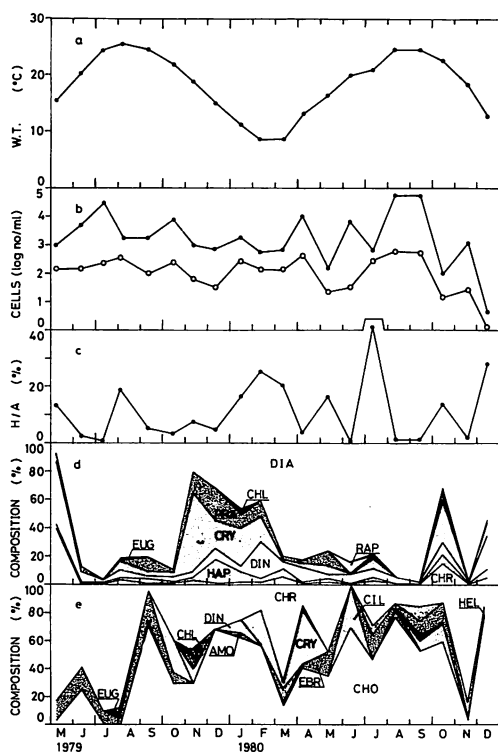 30
20
10
0
W.T. (°C)
a
5
4
3
2
1
0
CELLS (log no/ml)
b
40
20
0
H/A (%)
c
100
80
60
40
20
0
COMPOSITION (%)
d
DIA
EUG
CHL
CRY
DIN
HAP
RAP
CHR
100
80
60
40
20
0
COMPOSITION (%)
e
CHR
CIL
HEL
DIN
CHL
AMO
CRY
EUG
EBR
CHO
M J J A S O N D J F M A M J J A S O N D
1979 1980